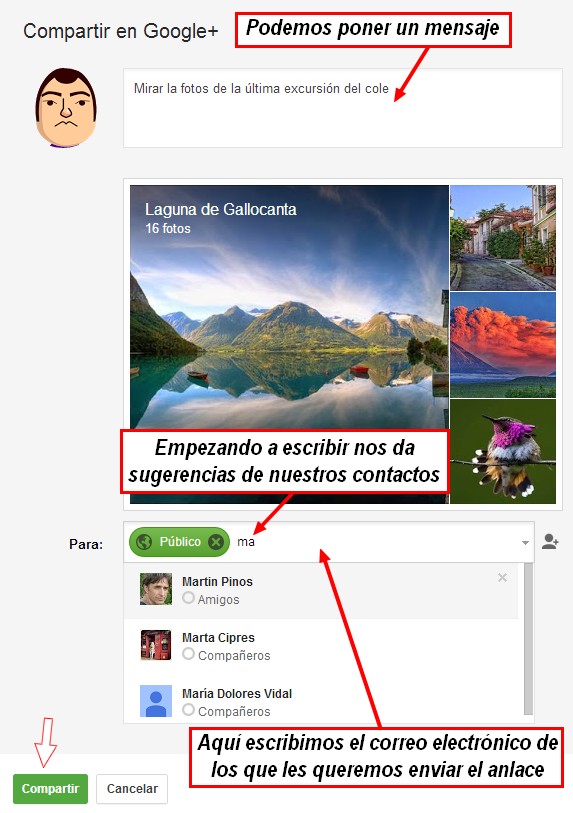 Compartir en Google+
Podemos poner un mensaje
Mirar la fotos de la última excursión del cole
Laguna de Gallocanta
16 fotos
Empezando a escribir nos da
sugerencias de nuestros contactos
Para:
Público
ma
Martin Pinos
Amigos
Marta Cipres
Compañeros
María Dolores Vidal
Compañeros
Aquí escribimos el correo electrónico de
los que les queremos enviar el anlace
Compartir
Cancelar